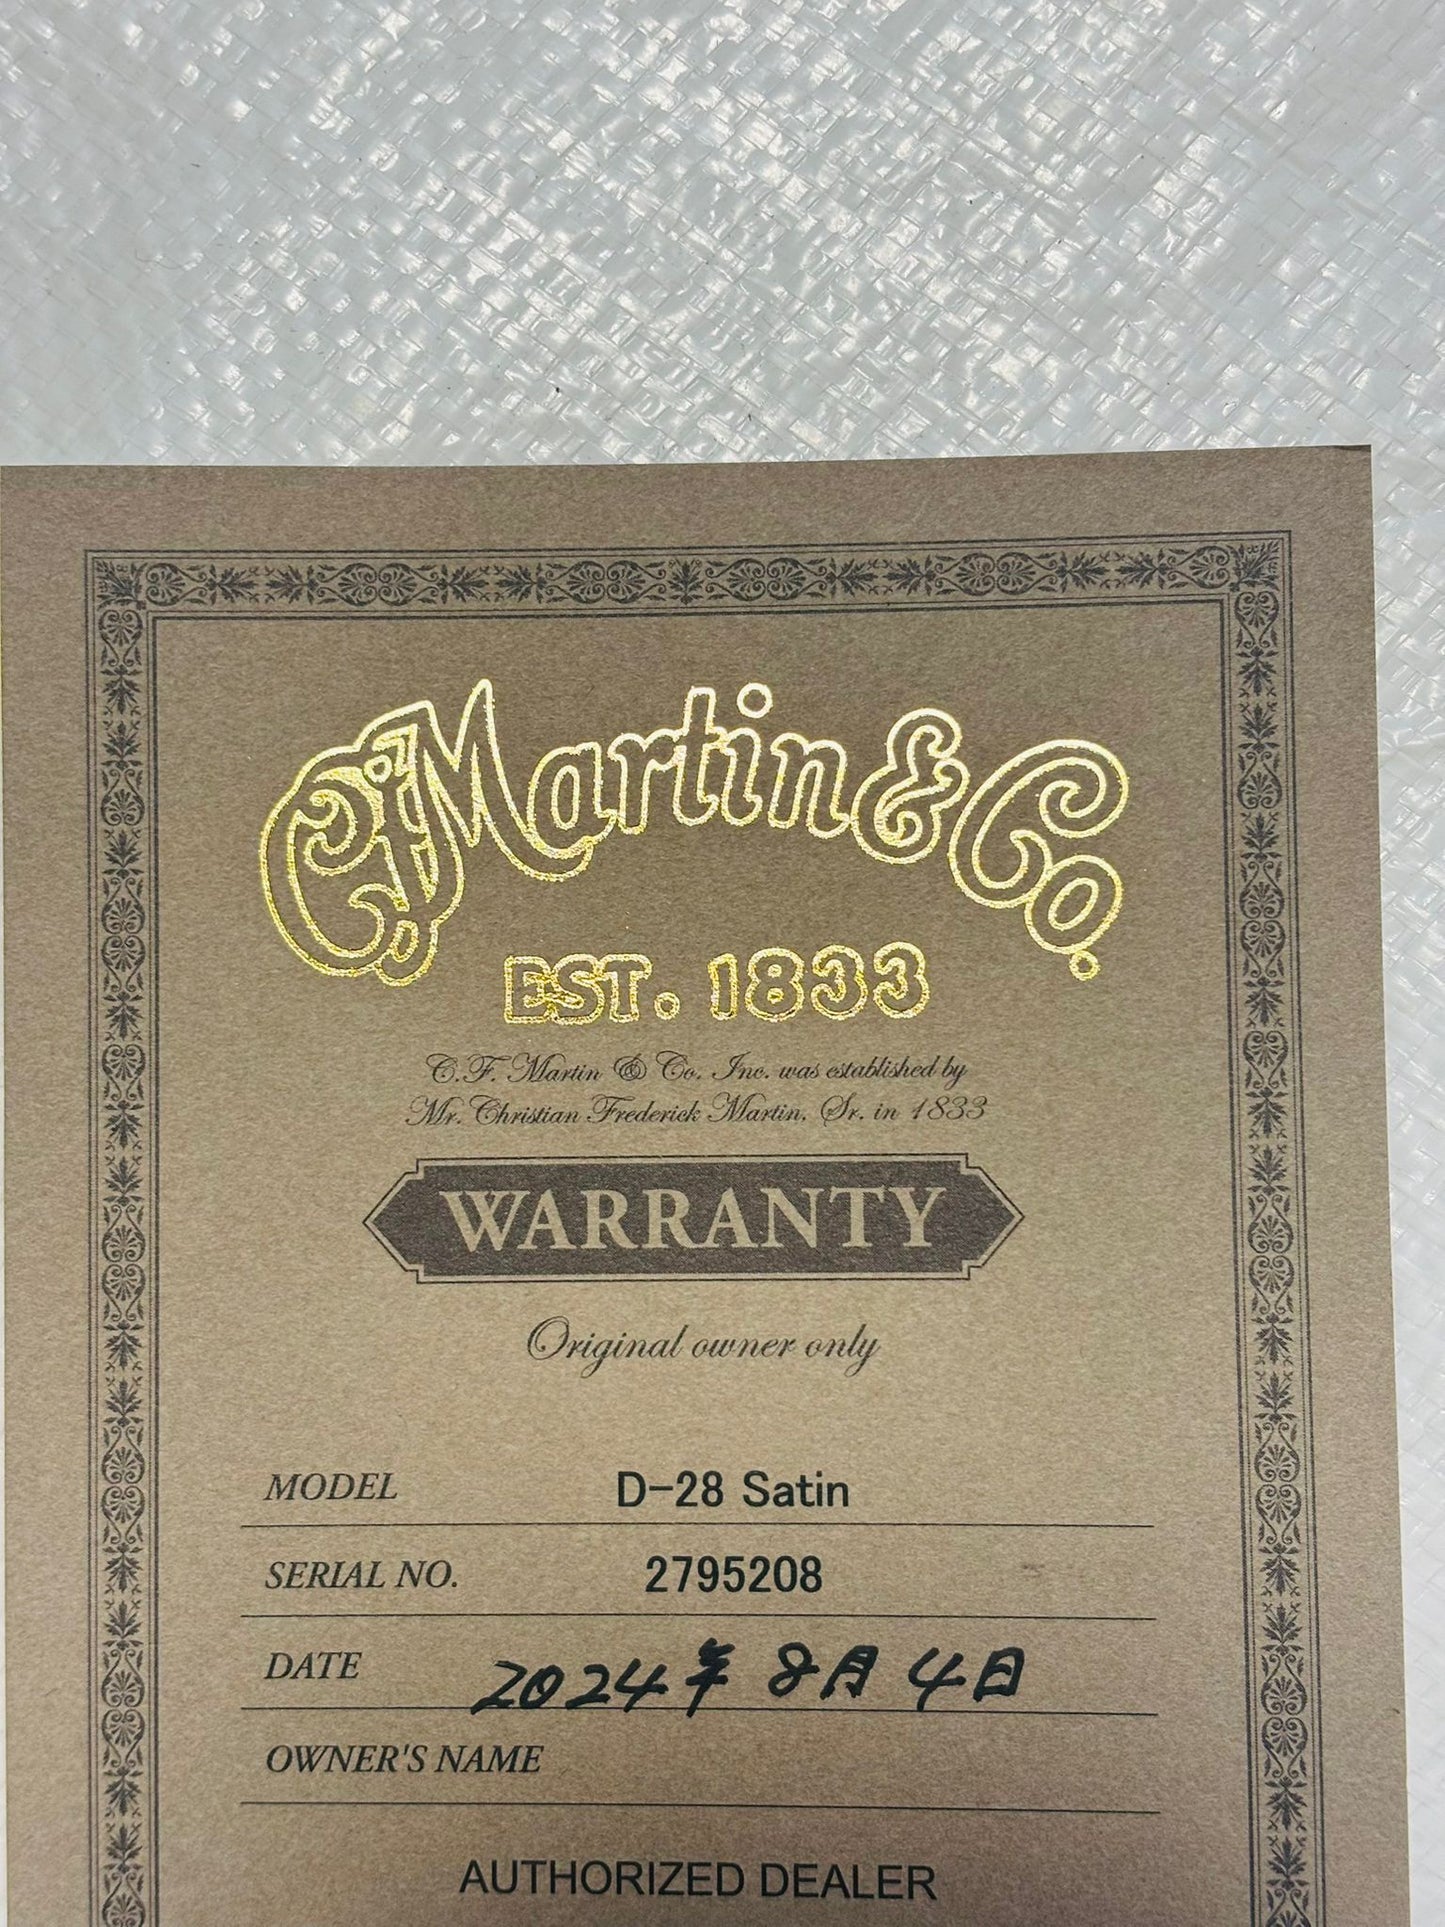 C.F. Martin & Co.
EST. 1833
C.F. Martin & Co. Inc. was established by
Mr. Christian Frederick Martin, Sr. in 1833
WARRANTY
Original owner only
MODEL D-28 Satin
SERIAL NO. 2795208
DATE 2024年 8月 4日
OWNER'S NAME
AUTHORIZED DEALER